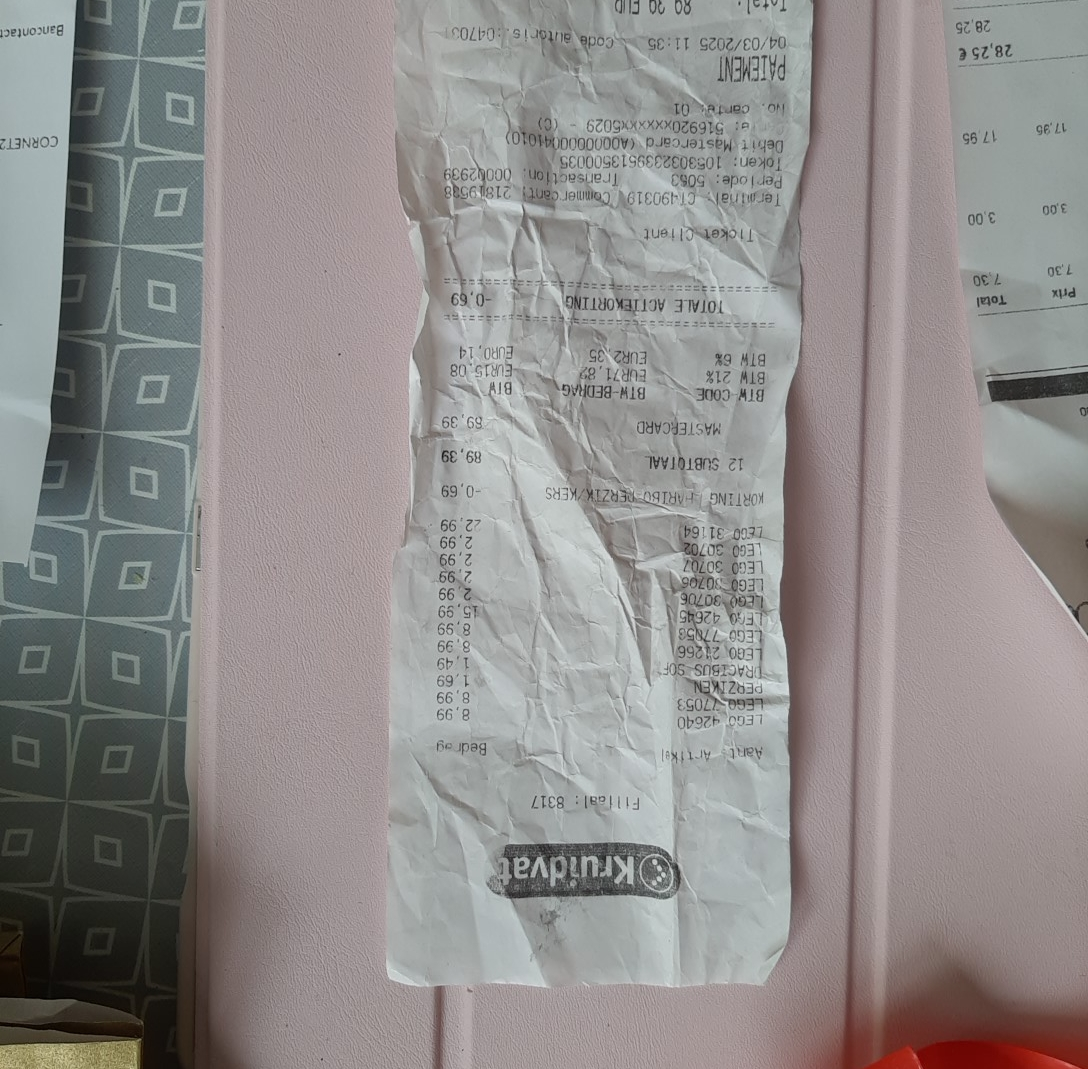 Kruidvat
Filiaal: 8317
Aant. Artikel Bedrag
LEGO 42640 8,99
LEGO 77053 8,99
PERZIKEN 1,69
DRACIBUS SOF 1,49
LEGO 21266 8,99
LEGO 77053 8,99
LEGO 42645 15,99
LEGO 30706 2,99
LEGO 30706 2,99
LEGO 30707 2,99
LEGO 30702 2,99
LEGO 31164 22,99
KORTING HARIBO PERZIK/KERS -0,69
12 SUBTOTAAL 89,39
MASTERCARD 89,39
BTW-CODE BTW-BEDRAG BTW
BTW 21% EUR71,82 EUR15,08
BTW 6% EUR2,35 EUR0,14
TOTALE ACTIEKORTING -0,69
Ticket Client
Terminal: CT490319 Commercant: 21819538
Periode: 5063 Transaction: 00002939
Token: 1053032339513500035
Debit Mastercard (A0000000041010)
516920xxxxxx5029 - (C)
No. carte: 01
PAIEMENT
04/03/2025 11:35 Code autoris.:04703
Total: 89,39 EUR
Prix Total
7,30 7,30
3,00 3,00
17,95 17,95
28,25 €
28,25
CORNET
Bancontact